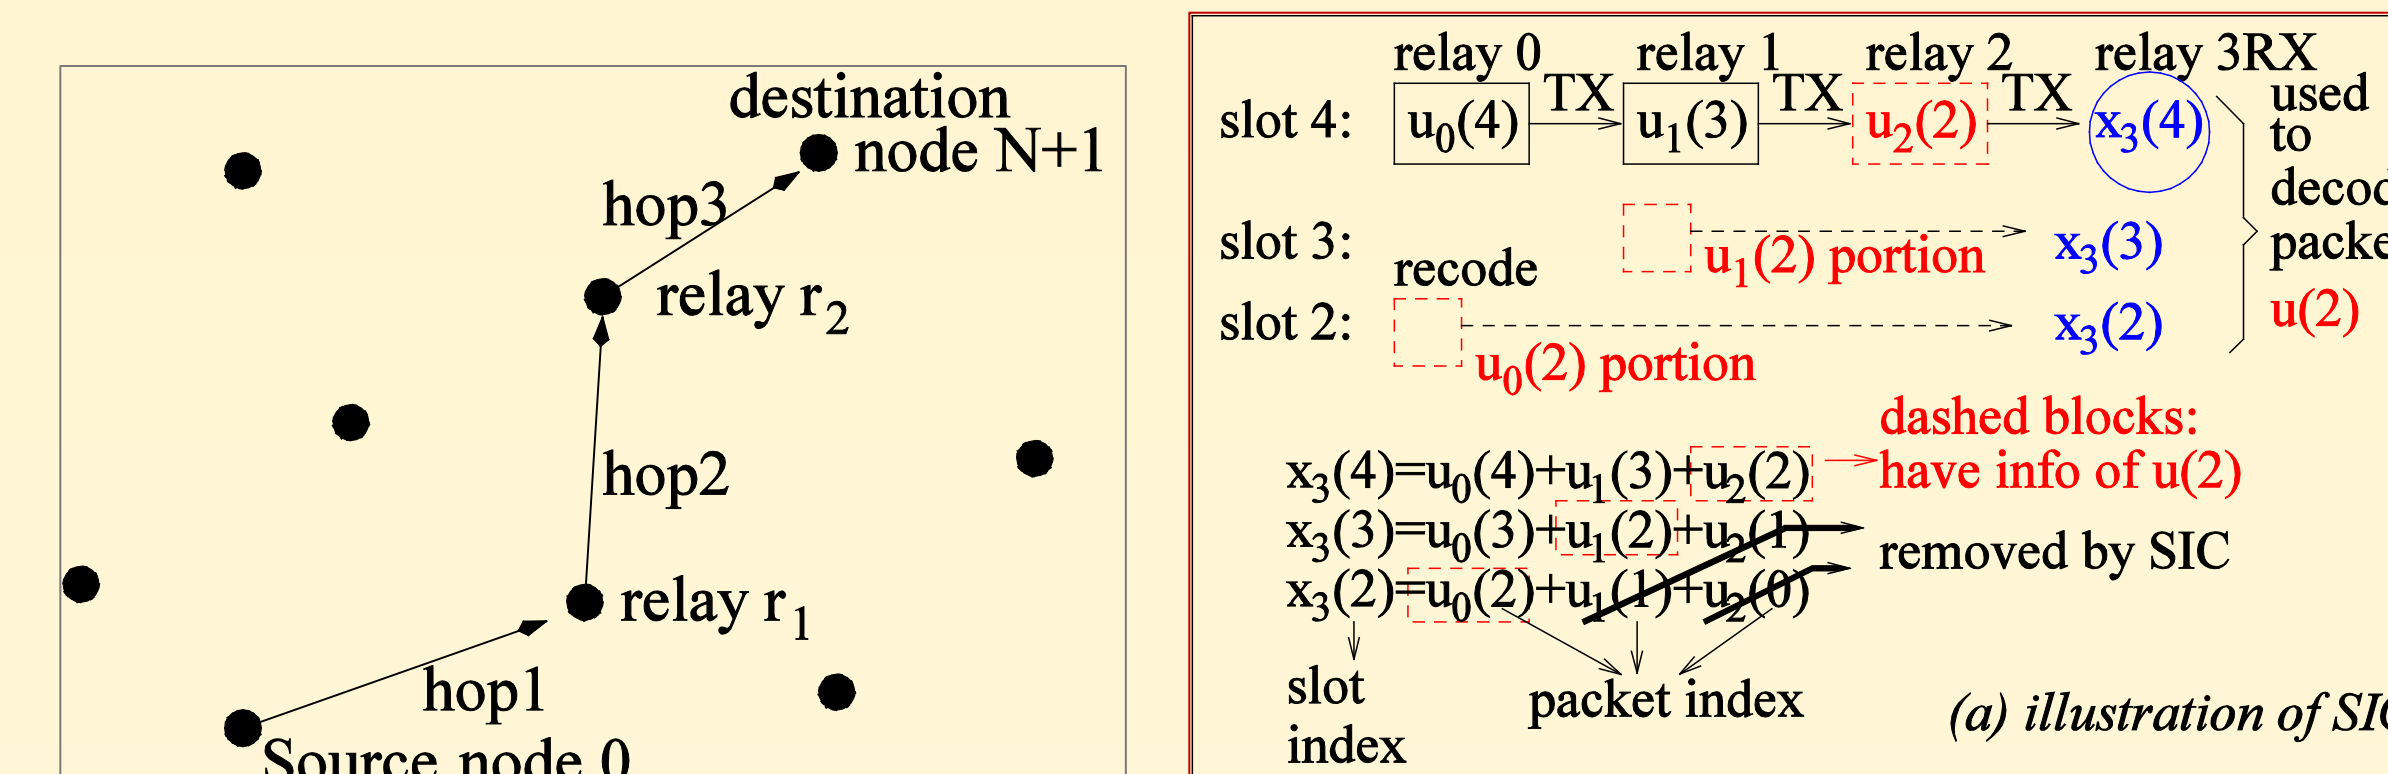 destination
node N+1
hop3
relay r2
hop2
relay r1
hop1
Source node 0
relay 0 relay 1 relay 2 relay 3RX
slot 4: u0(4) TX u1(3) TX u2(2) TX x3(4)
used
to
packet
slot 3: u1(2) portion x3(3)
recode
slot 2: u0(2) portion x3(2)
u(2)
dashed blocks:
have info of u(2)
x3(4)=u0(4)+u1(3)+u2(2)
x3(3)=u0(3)+u1(2)+u2(1)
removed by SIC
x3(2)=u0(2)+u1(1)+u2(0)
slot
index
packet index
(a) illustration of SIC